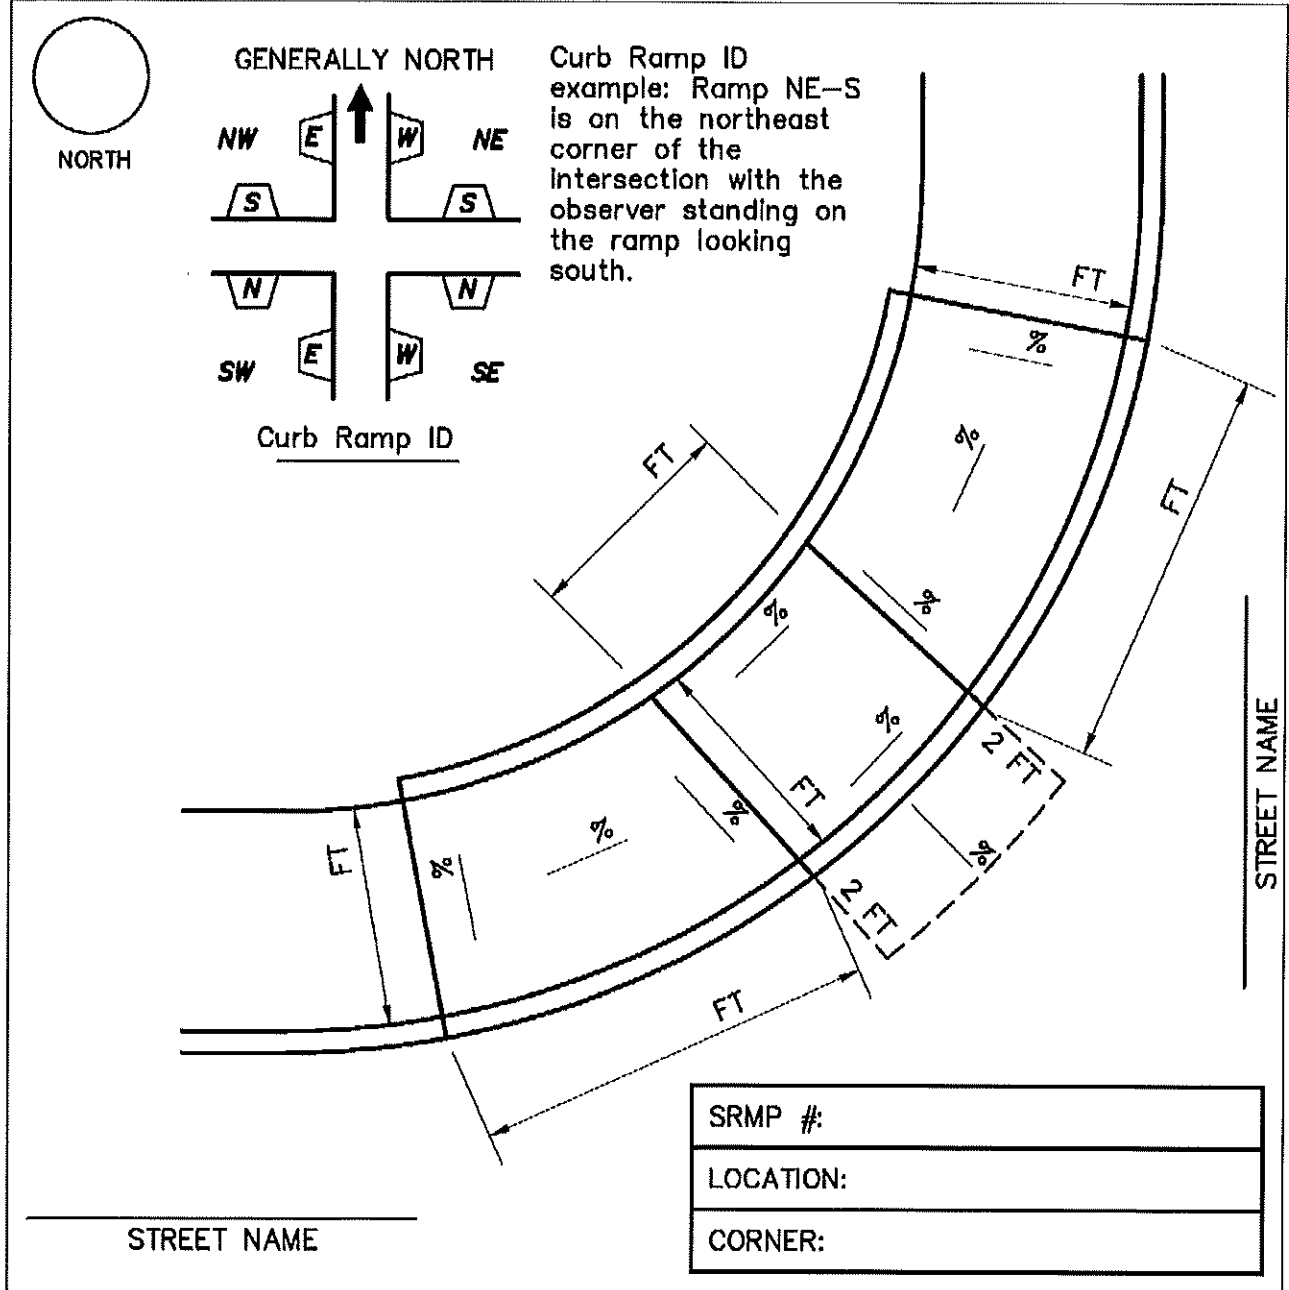 GENERALLY NORTH
NORTH
NW
E
W
NE
S
S
N
N
SW
E
W
SE
Curb Ramp ID
Curb Ramp ID
example: Ramp NE-S
is on the northeast
corner of the
intersection with the
observer standing on
the ramp looking
south.
FT
%
%
FT
FT
%
%
%
FT
2 FT
%
2 FT
%
%
%
FT
FT
STREET NAME
STREET NAME
SRMP #:
LOCATION:
CORNER: